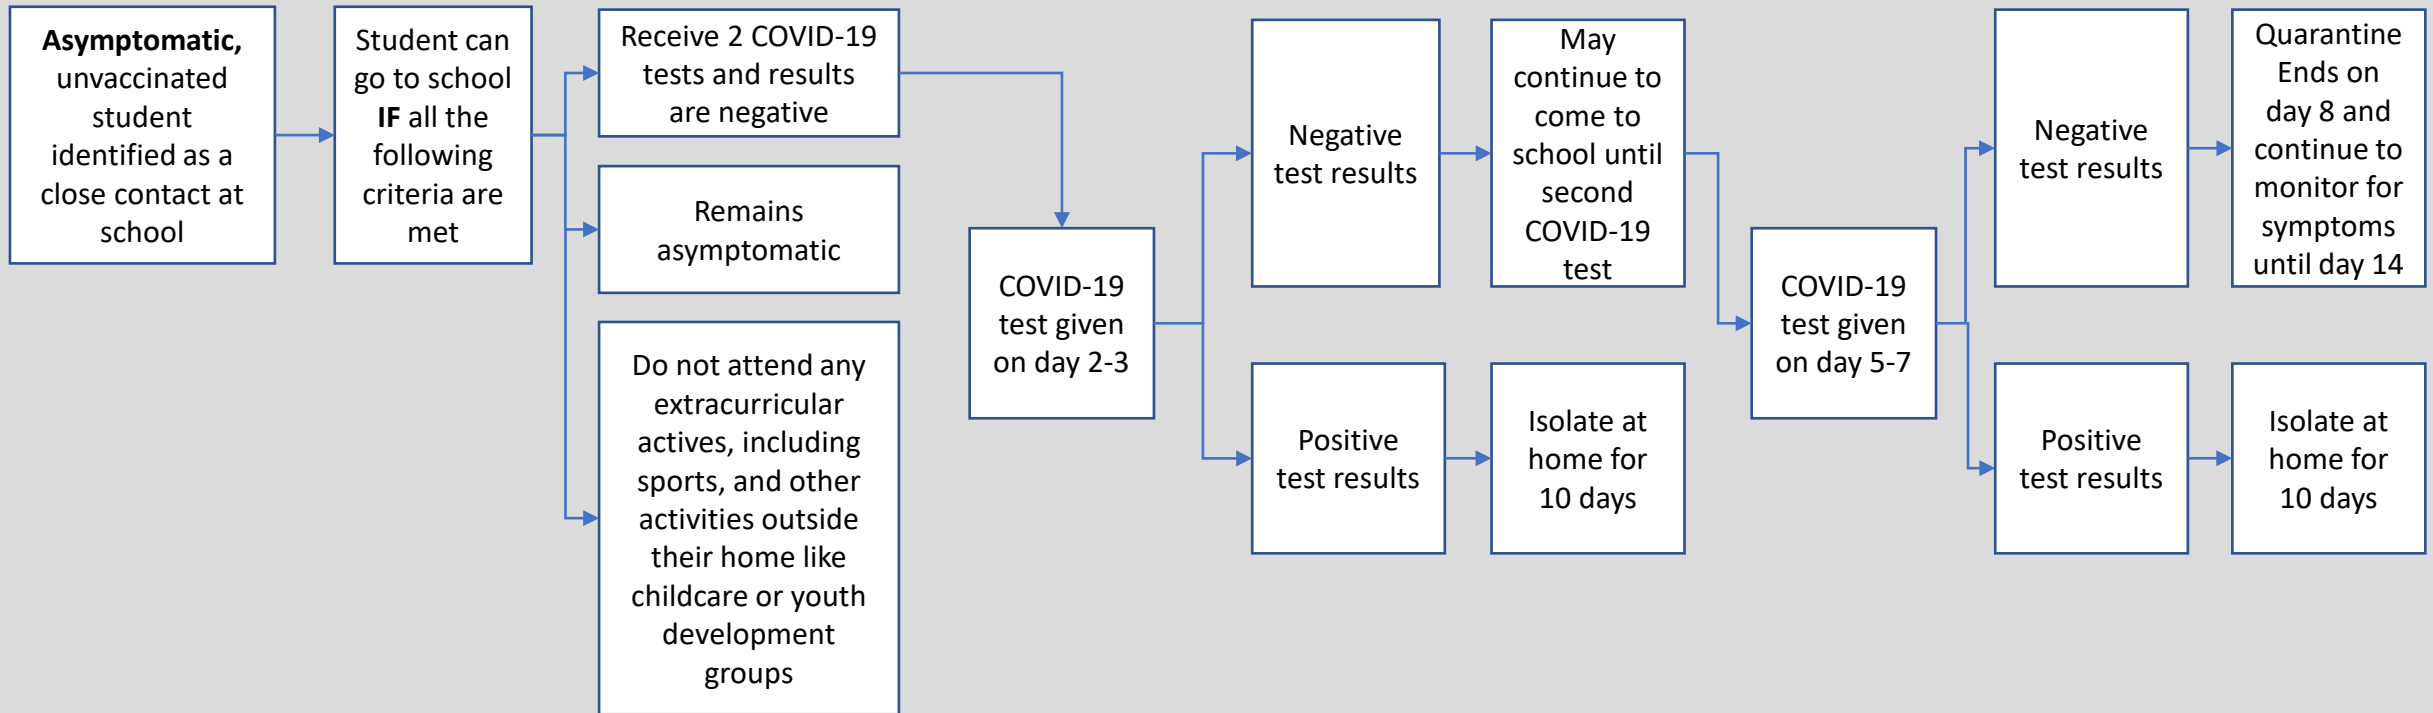 Asymptomatic,
unvaccinated
student
identified as a
close contact at
school
Student can
go to school
IF all the
following
criteria are
met
Receive 2 COVID-19
tests and results
are negative
Remains
asymptomatic
Do not attend any
extracurricular
actives, including
sports, and other
activities outside
their home like
childcare or youth
development
groups
COVID-19
test given
on day 2-3
Negative
test results
May
continue to
come to
school until
second
COVID-19
test
Positive
test results
Isolate at
home for
10 days
COVID-19
test given
on day 5-7
Negative
test results
Quarantine
Ends on
day 8 and
continue to
monitor for
symptoms
until day 14
Positive
test results
Isolate at
home for
10 days